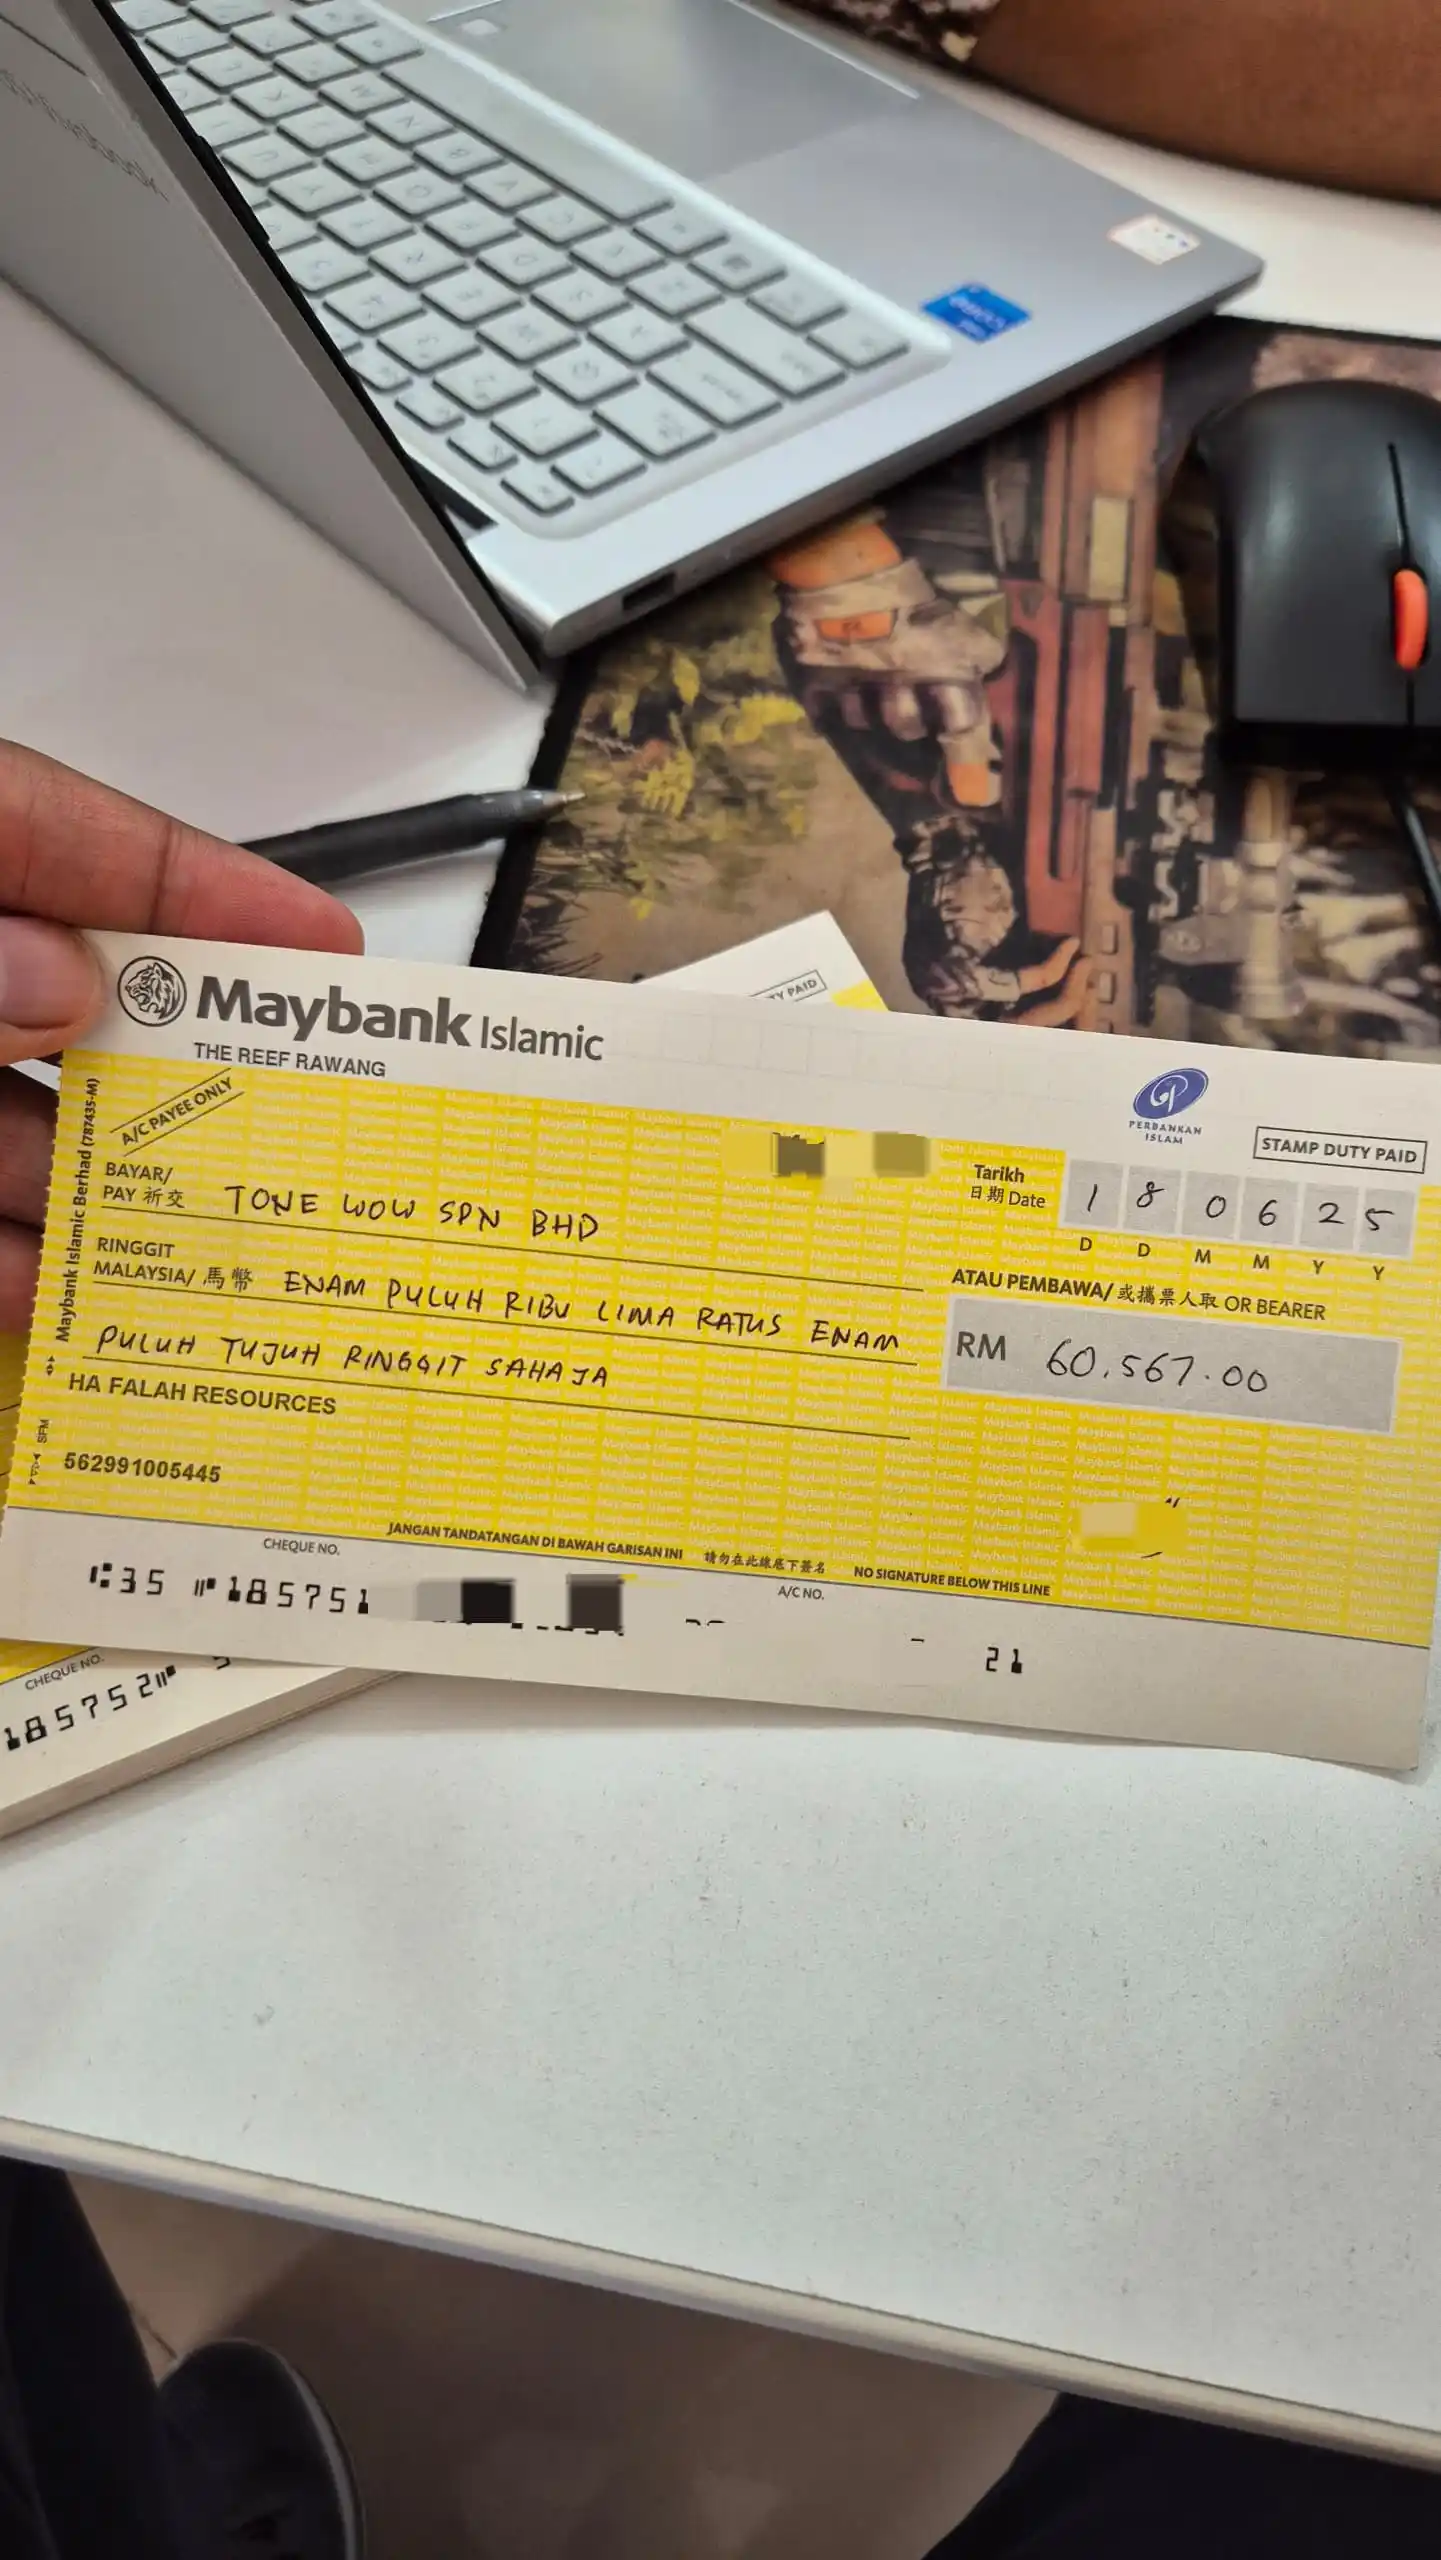 Maybank Islamic
THE REEF RAWANG
A/C PAYEE ONLY
TY PAID
PERBANKAN
ISLAM
STAMP DUTY PAID
Maybank Islamic Berhad (787435-M)
BAYAR/
PAY 祈交 TONE WOW SDN BHD
Tarikh
日期 Date 1 8 0 6 2 5
D D M M Y Y
RINGGIT
MALAYSIA/ 馬幣 ENAM PULUH RIBU LIMA RATUS ENAM
PULUH TUJUH RINGGIT SAHAJA
ATAU PEMBAWA/ 或攜票人取 OR BEARER
RM 60,567.00
HA FALAH RESOURCES
SFM
562991005445
JANGAN TANDATANGAN DI BAWAH GARISAN INI 請勿在此線底下簽名 NO SIGNATURE BELOW THIS LINE
CHEQUE NO. A/C NO.
35 185751
21
CHEQUE NO.
185752